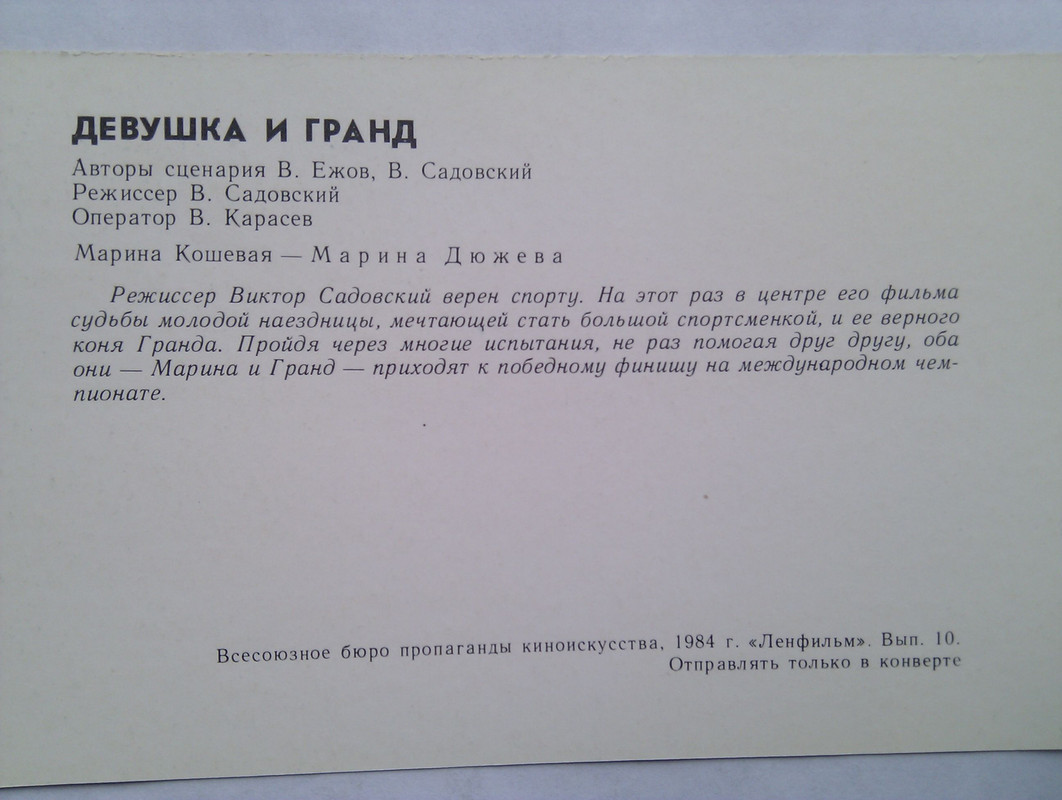 ДЕВУШКА И ГРАНД
Авторы сценария В. Ежов, В. Садовский
Режиссер В. Садовский
Оператор В. Карасев
Марина Кошевая — Марина Дюжева
Режиссер Виктор Садовский верен спорту. На этот раз в центре его фильма
судьбы молодой наездницы, мечтающей стать большой спортсменкой, и ее верного
коня Гранда. Пройдя через многие испытания, не раз помогая друг другу, оба
они — Марина и Гранд — приходят к победному финишу на международном чем-
пионате.
Всесоюзное бюро пропаганды киноискусства, 1984 г. «Ленфильм». Вып. 10.
Отправлять только в конверте